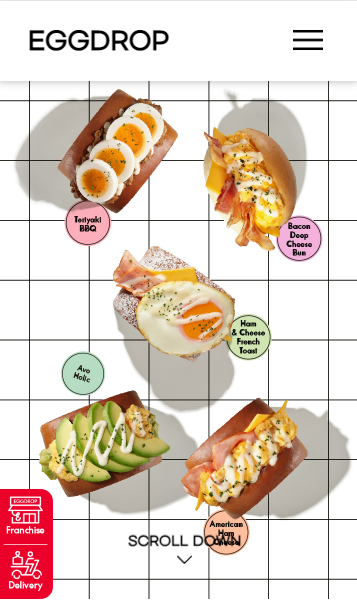 EGGDROP
Teriyaki
BBQ
Bacon
Deep
Cheese
Bun
Ham
& Cheese
French
Toast
Avo
Holic
American
Ham
Cheese
SCROLL DOWN
EGGDROP
Franchise
Delivery